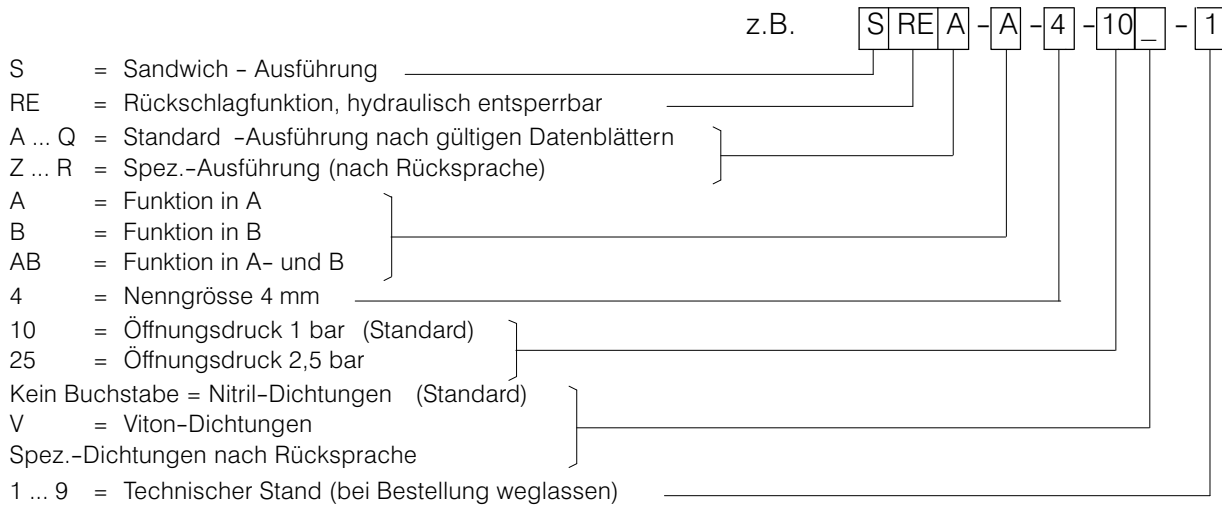 z.B. S RE A - A - 4 - 10 _ - 1
S = Sandwich - Ausführung
RE = Rückschlagfunktion, hydraulisch entsperrbar
A ... Q = Standard -Ausführung nach gültigen Datenblättern
Z ... R = Spez.-Ausführung (nach Rücksprache)
A = Funktion in A
B = Funktion in B
AB = Funktion in A- und B
4 = Nenngrösse 4 mm
10 = Öffnungsdruck 1 bar (Standard)
25 = Öffnungsdruck 2,5 bar
Kein Buchstabe = Nitril-Dichtungen (Standard)
V = Viton-Dichtungen
Spez.-Dichtungen nach Rücksprache
1 ... 9 = Technischer Stand (bei Bestellung weglassen)